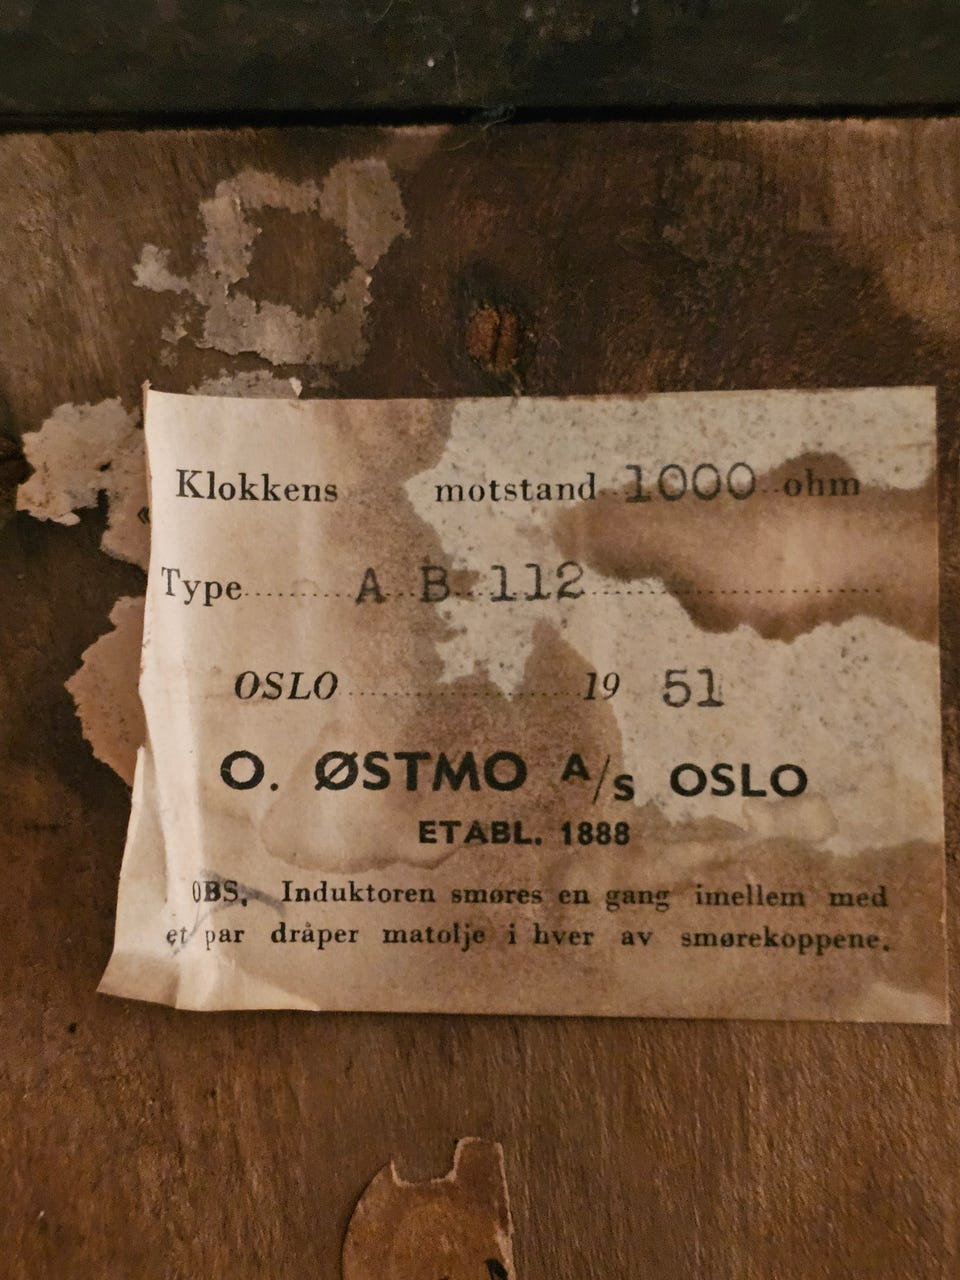 Klokkens motstand 1000 ohm
Type A B 112
OSLO 19 51
O. ØSTMO A/s OSLO
ETABL. 1888
OBS. Induktoren smøres en gang imellem med
et par dråper matolje i hver av smørekoppene.